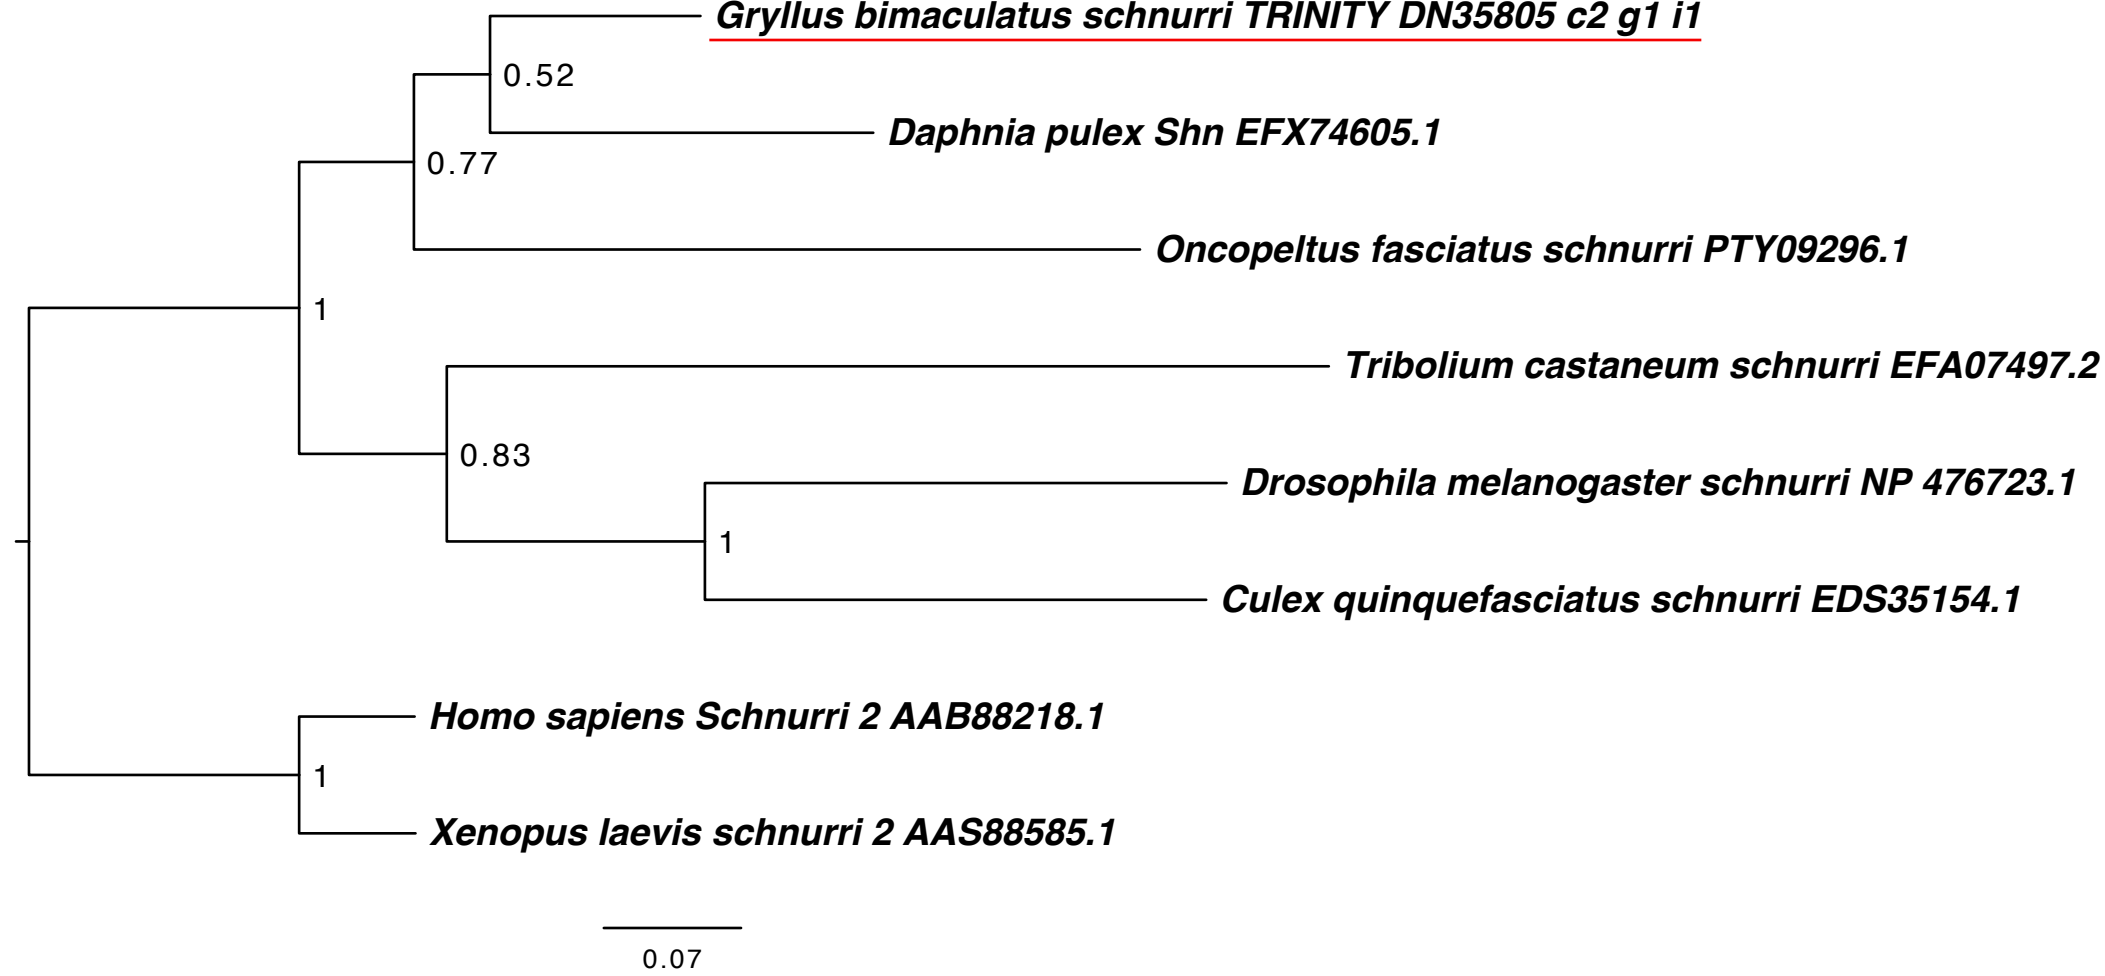 Gryllus bimaculatus schnurri TRINITY DN35805 c2 g1 i1
0.52
Daphnia pulex Shn EFX74605.1
0.77
Oncopeltus fasciatus schnurri PTY09296.1
1
Tribolium castaneum schnurri EFA07497.2
0.83
Drosophila melanogaster schnurri NP 476723.1
1
Culex quinquefasciatus schnurri EDS35154.1
Homo sapiens Schnurri 2 AAB88218.1
1
Xenopus laevis schnurri 2 AAS88585.1
0.07